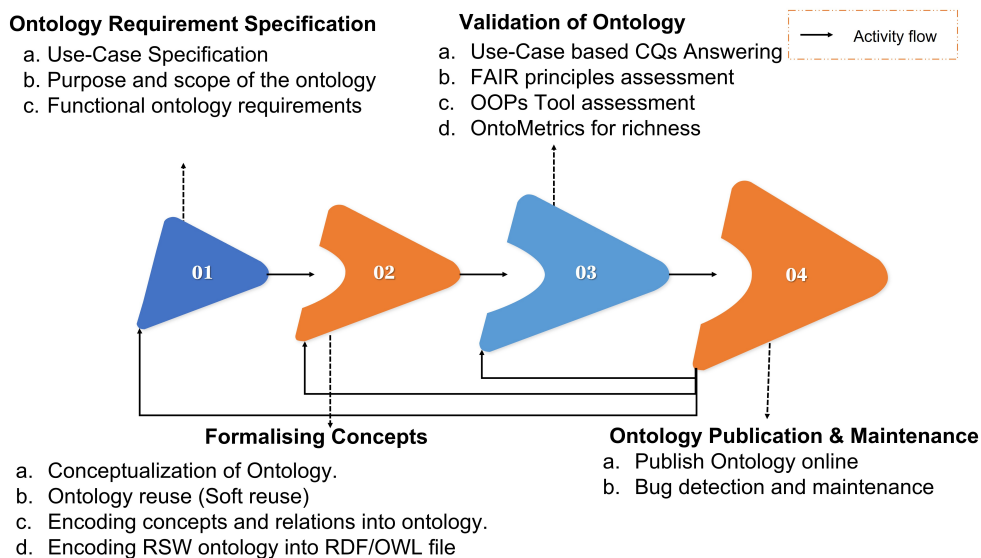 Ontology Requirement Specification
a. Use-Case Specification
b. Purpose and scope of the ontology
c. Functional ontology requirements
Validation of Ontology
a. Use-Case based CQs Answering
b. FAIR principles assessment
c. OOPs Tool assessment
d. OntoMetrics for richness
Activity flow
01
02
03
04
Formalising Concepts
a. Conceptualization of Ontology.
b. Ontology reuse (Soft reuse)
c. Encoding concepts and relations into ontology.
d. Encoding RSW ontology into RDF/OWL file
Ontology Publication & Maintenance
a. Publish Ontology online
b. Bug detection and maintenance